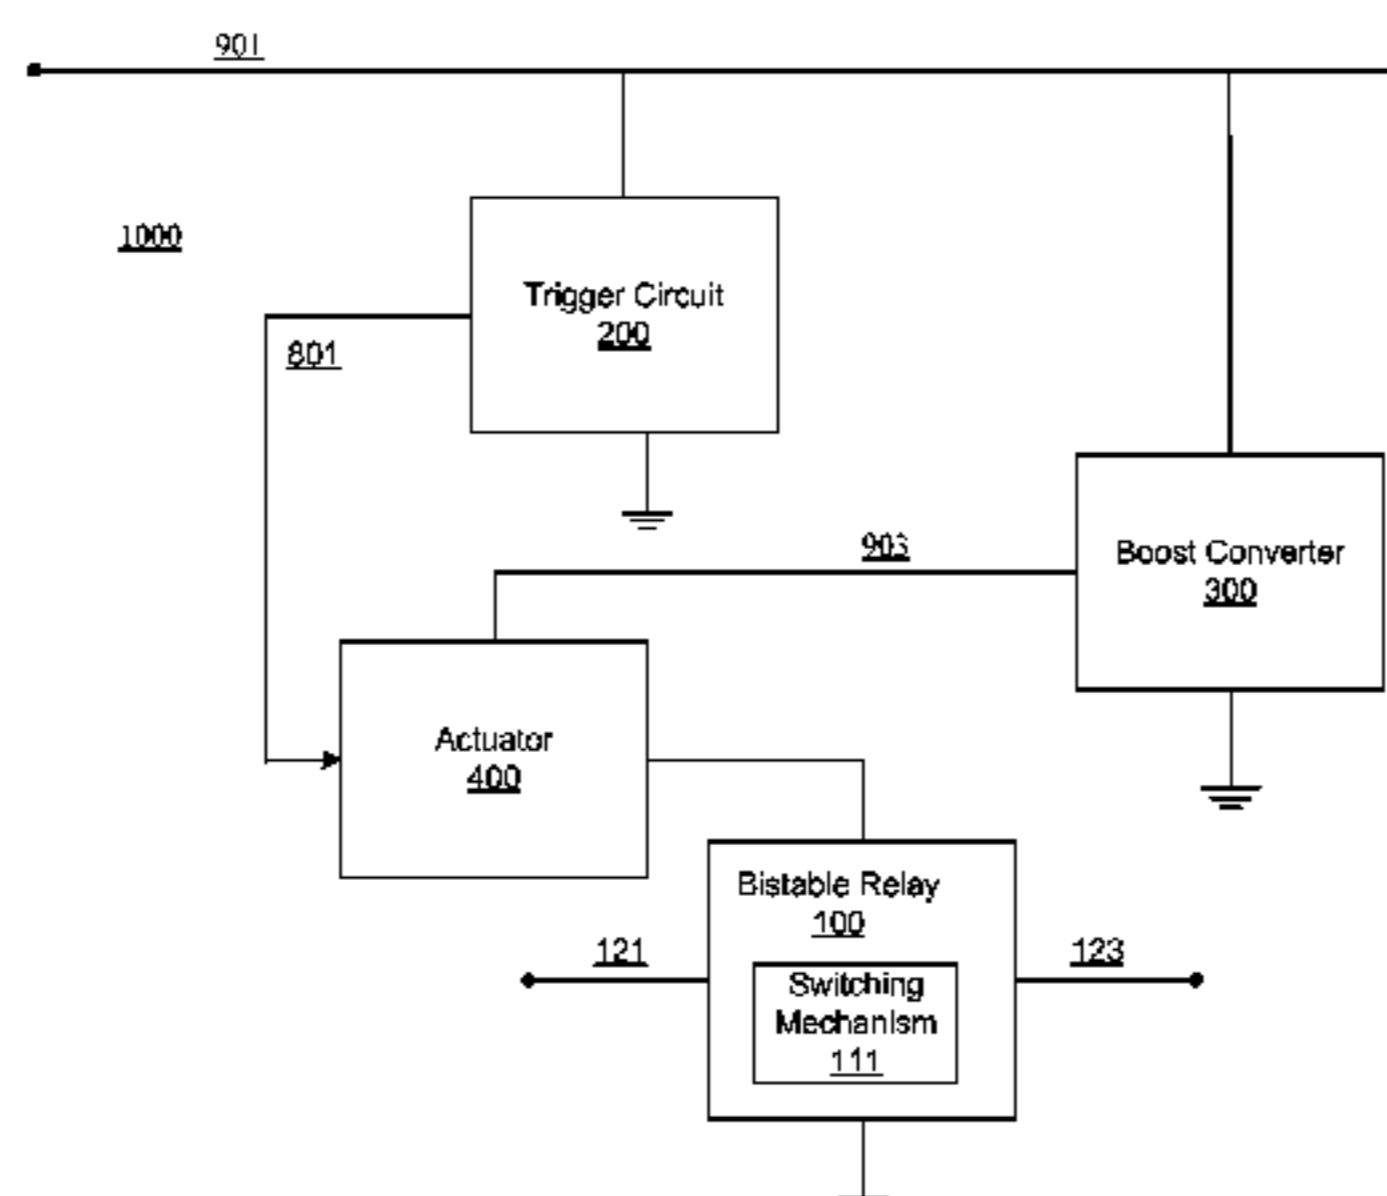 901
1000
Trigger Circuit
200
801
903
Boost Converter
300
Actuator
400
Bistable Relay
100
121
123
Switching
Mechanism
111